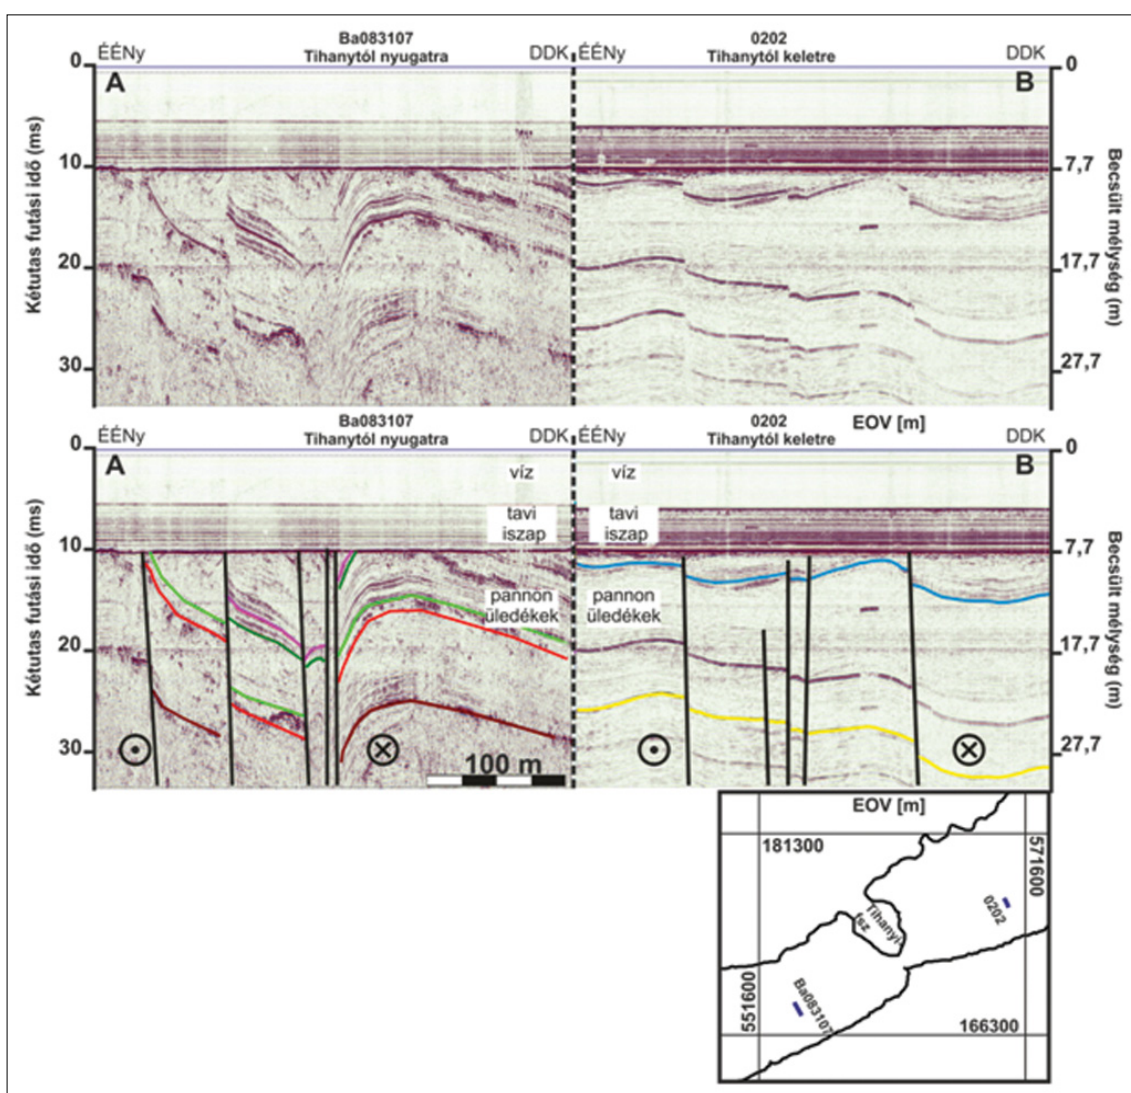 Ba083107
ÉÉNy
Tihanytól nyugatra
DDK
0202
ÉÉNy
Tihanytól keletre
DDK
A
B
Kétutas futási idő (ms)
0
10
20
30
0
7,7
17,7
27,7
Becsült mélység (m)
Ba083107
ÉÉNy
Tihanytól nyugatra
DDK
0202
EOV [m]
ÉÉNy
Tihanytól keletre
DDK
A
B
Kétutas futási idő (ms)
0
10
20
30
víz
víz
tavi
iszap
tavi
iszap
pannon
üledékek
pannon
üledékek
100 m
0
7,7
17,7
27,7
Becsült mélység (m)
EOV [m]
181300
571600
Tihanyi-
fsz
0202
551600
Ba083107
166300